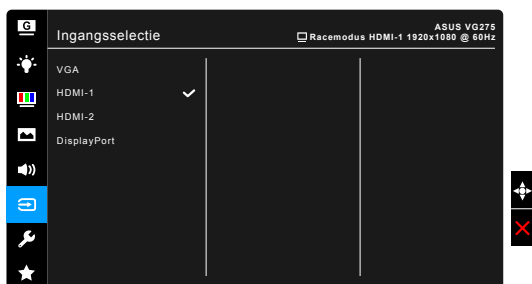 G
Ingangsselectie
ASUS VG275
Racemodus HDMI-1 1920x1080 @ 60Hz
VGA
HDMI-1
HDMI-2
DisplayPort